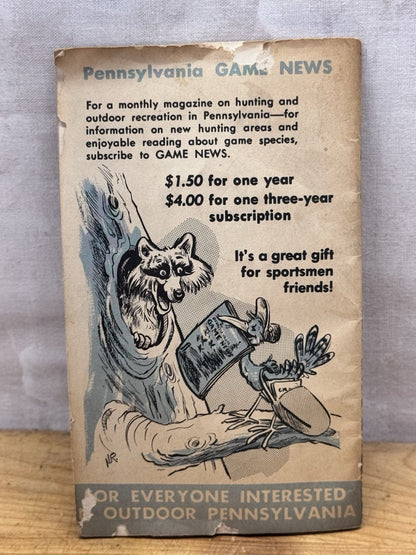 Pennsylvania GAME NEWS
For a monthly magazine on hunting and
outdoor recreation in Pennsylvania—for
information on new hunting areas and
enjoyable reading about game species,
subscribe to GAME NEWS.
$1.50 for one year
$4.00 for one three-year
subscription
It's a great gift
for sportsmen
friends!
OR EVERYONE INTERESTED
OUTDOOR PENNSYLVANIA